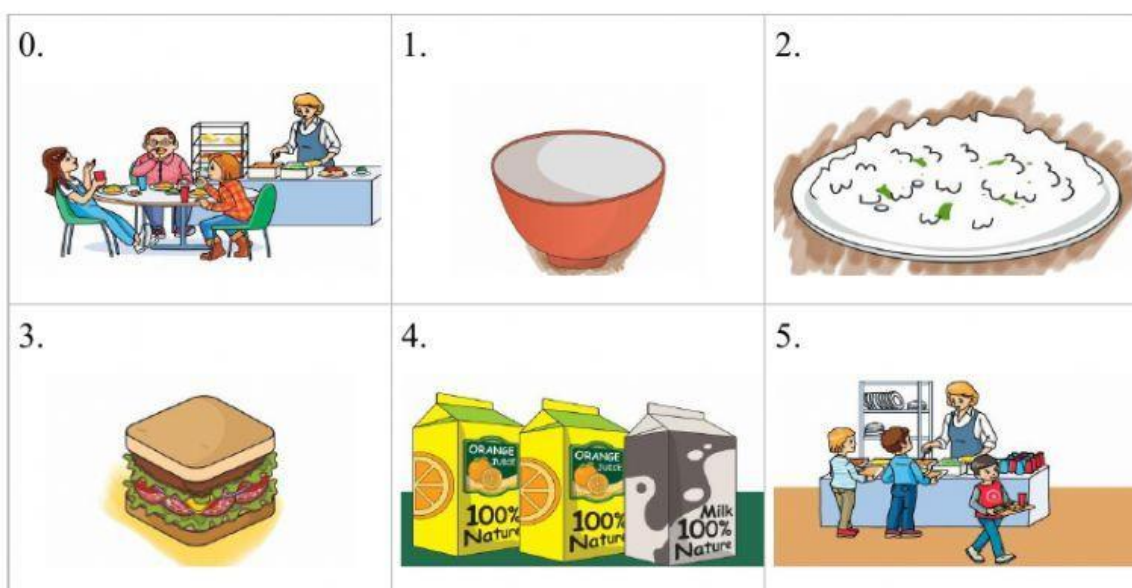 0.
1.
2.
3.
4.
5.
ORANGE
JUICE
100%
Nature
ORANGE
JUICE
100%
Nature
Milk
100%
Nature